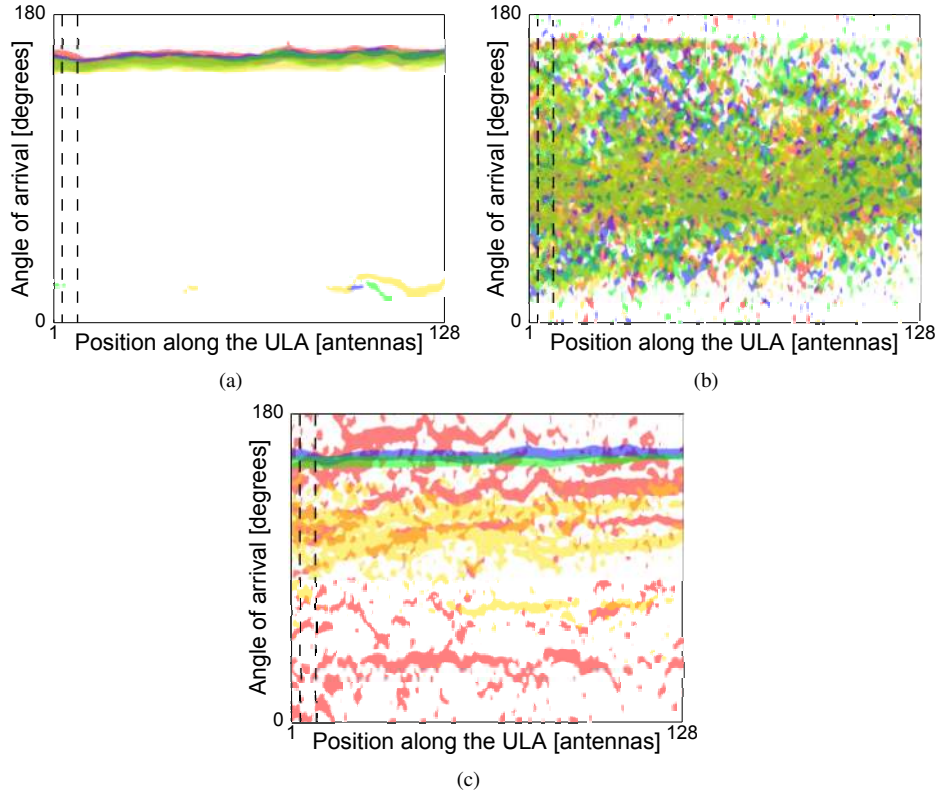 180
Angle of arrival [degrees]
0
1
Position along the ULA [antennas]
128
(a)
180
Angle of arrival [degrees]
0
1
Position along the ULA [antennas]
128
(b)
180
Angle of arrival [degrees]
0
1
Position along the ULA [antennas]
128
(c)